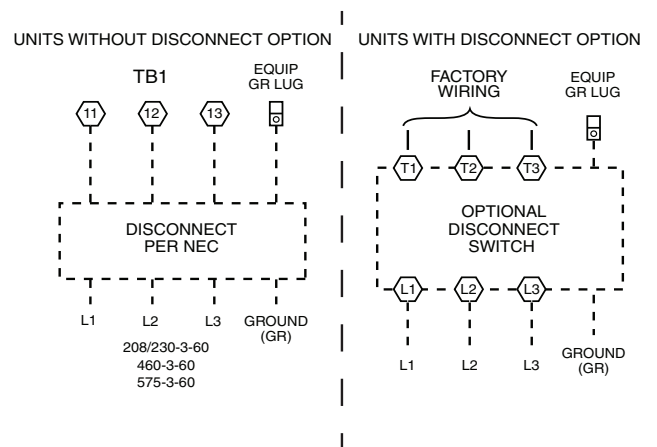 UNITS WITHOUT DISCONNECT OPTION
TB1
EQUIP
GR LUG
11
12
13
DISCONNECT
PER NEC
L1
L2
L3
GROUND
(GR)
208/230-3-60
460-3-60
575-3-60
UNITS WITH DISCONNECT OPTION
FACTORY
WIRING
EQUIP
GR LUG
T1
T2
T3
OPTIONAL
DISCONNECT
SWITCH
L1
L2
L3
L1
L2
L3
GROUND
(GR)